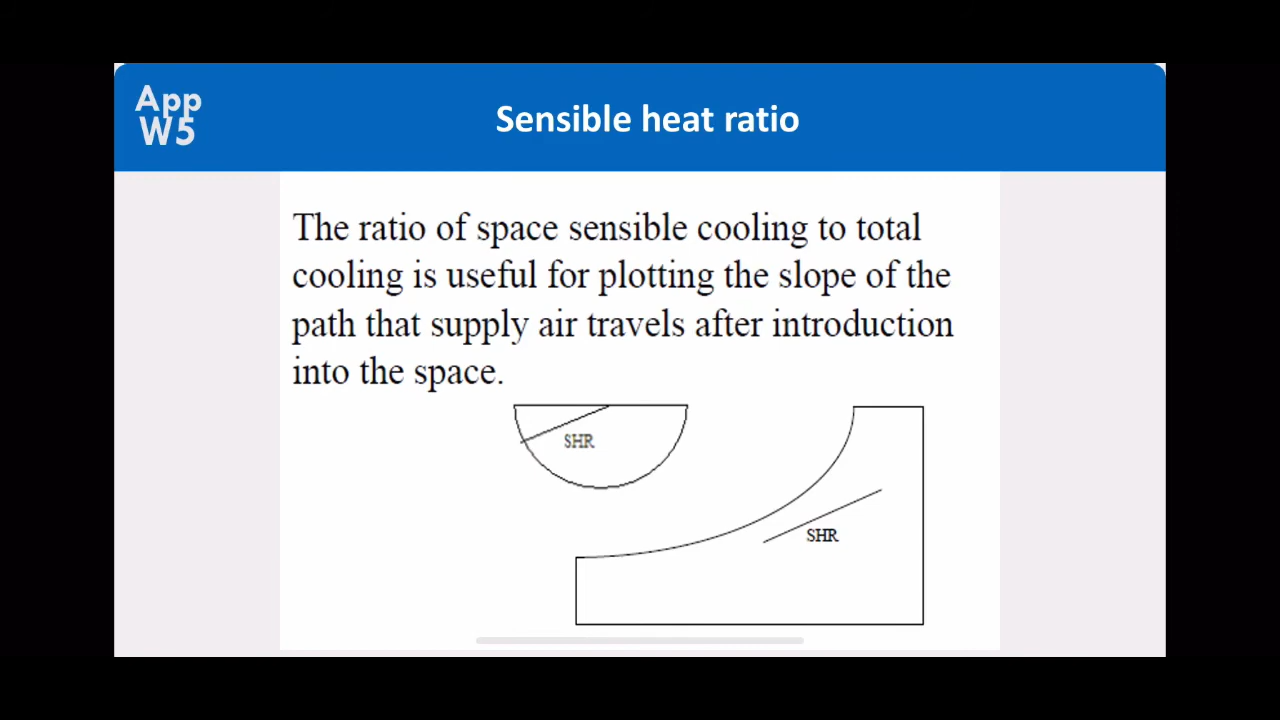 App
W5
Sensible heat ratio
The ratio of space sensible cooling to total
cooling is useful for plotting the slope of the
path that supply air travels after introduction
into the space.
SHR
SHR